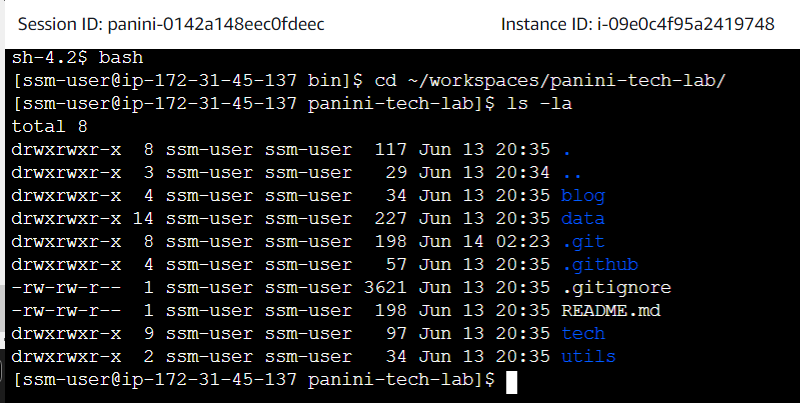 Session ID: panini-0142a148eec0fdeec Instance ID: i-09e0c4f95a2419748
sh-4.2$ bash
[ssm-user@ip-172-31-45-137 bin]$ cd ~/workspaces/panini-tech-lab/
[ssm-user@ip-172-31-45-137 panini-tech-lab]$ ls -la
total 8
drwxrwxr-x  8 ssm-user ssm-user  117 Jun 13 20:35 .
drwxrwxr-x  3 ssm-user ssm-user   29 Jun 13 20:34 ..
drwxrwxr-x  4 ssm-user ssm-user   34 Jun 13 20:35 blog
drwxrwxr-x 14 ssm-user ssm-user  227 Jun 13 20:35 data
drwxrwxr-x  8 ssm-user ssm-user  198 Jun 14 02:23 .git
drwxrwxr-x  4 ssm-user ssm-user   57 Jun 13 20:35 .github
-rw-rw-r--  1 ssm-user ssm-user 3621 Jun 13 20:35 .gitignore
-rw-rw-r--  1 ssm-user ssm-user  198 Jun 13 20:35 README.md
drwxrwxr-x  9 ssm-user ssm-user   97 Jun 13 20:35 tech
drwxrwxr-x  2 ssm-user ssm-user   34 Jun 13 20:35 utils
[ssm-user@ip-172-31-45-137 panini-tech-lab]$